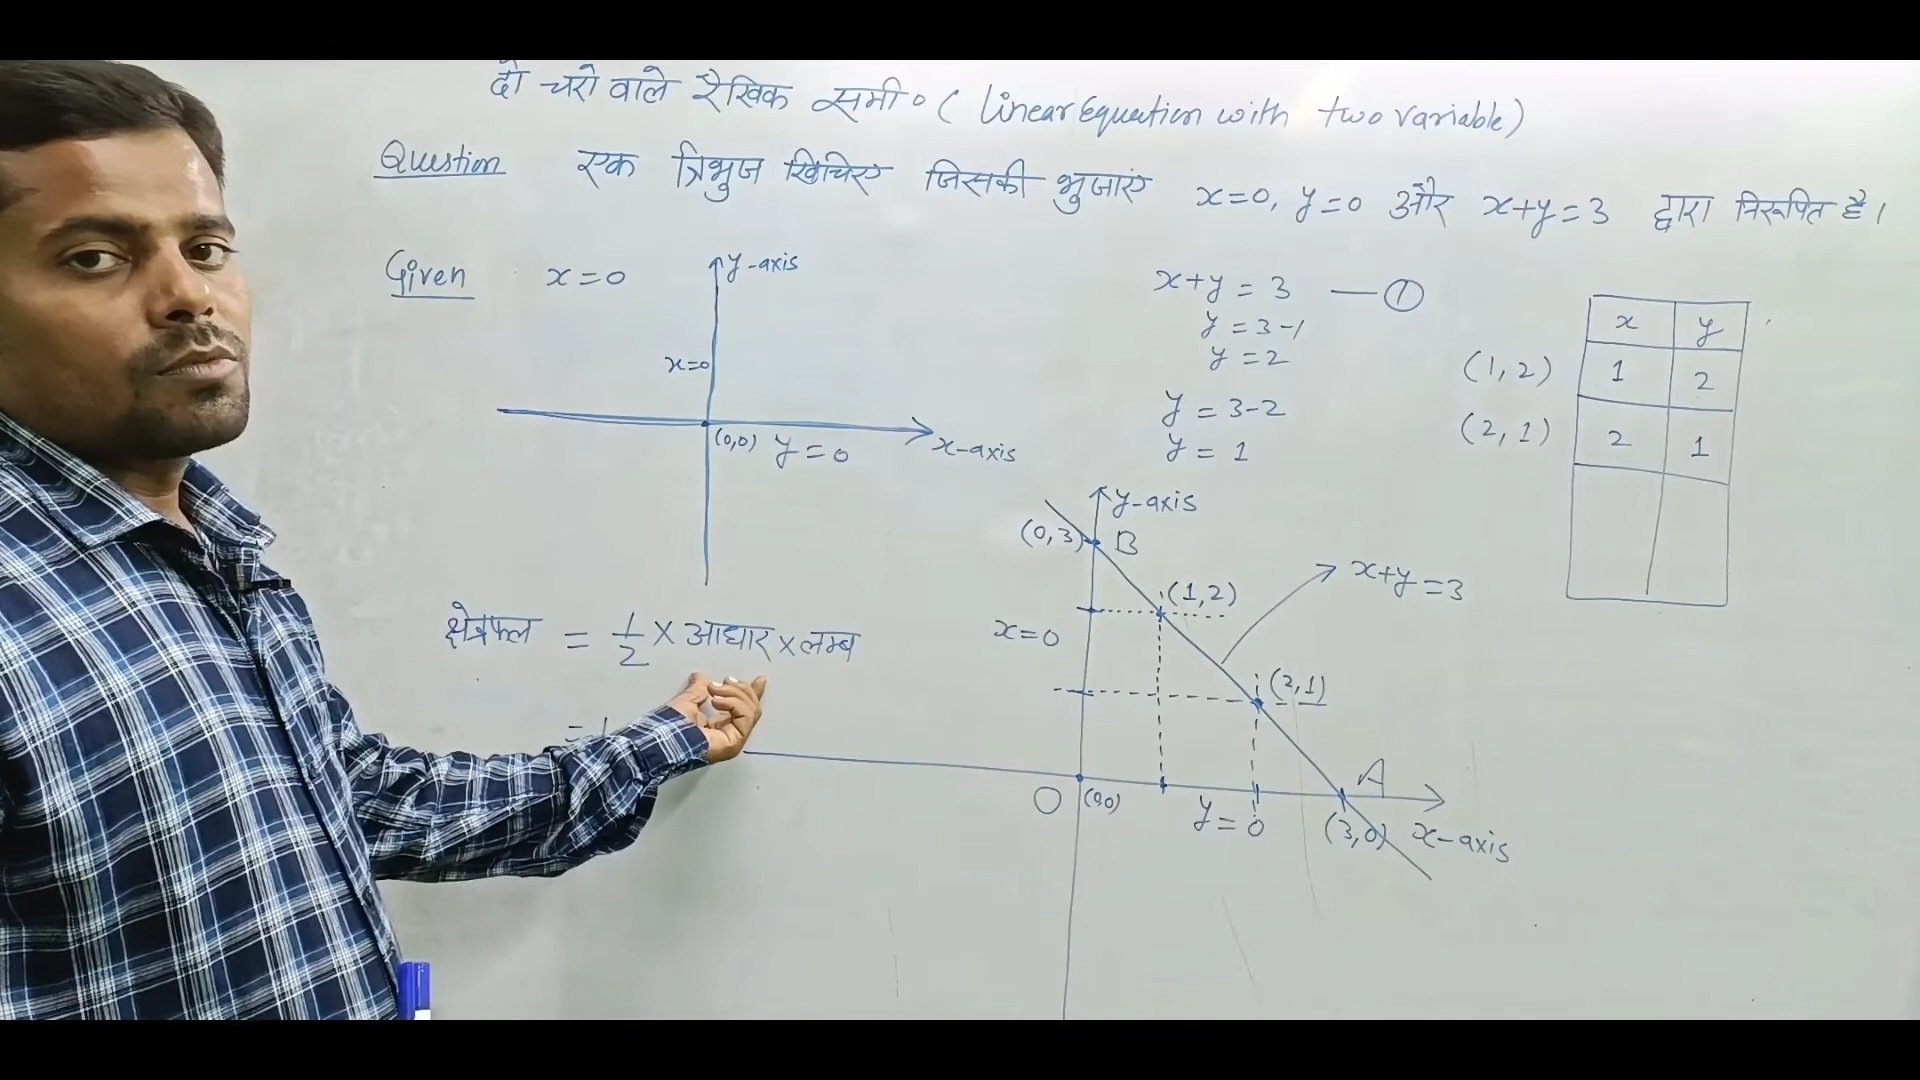 दो चरो वाले रैखिक समी० ( Linear Equation with two variable)
Question एक त्रिभुज खिंचिए जिसकी भुजाएं x=0, y=0 और x+y=3 द्वारा निरूपित है।
Given x=0
y-axis
x=0
(0,0) y=0
x-axis
x+y = 3 — ①
y = 3-1
y = 2
y = 3-2
y = 1
x y
(1,2) 1 2
(2,1) 2 1
y-axis
(0,3) B
(1,2)
x+y=3
x=0
(2,1)
A
O (0,0)
y=0
(3,0) x-axis
क्षेत्रफल = 1/2 × आधार × लम्ब